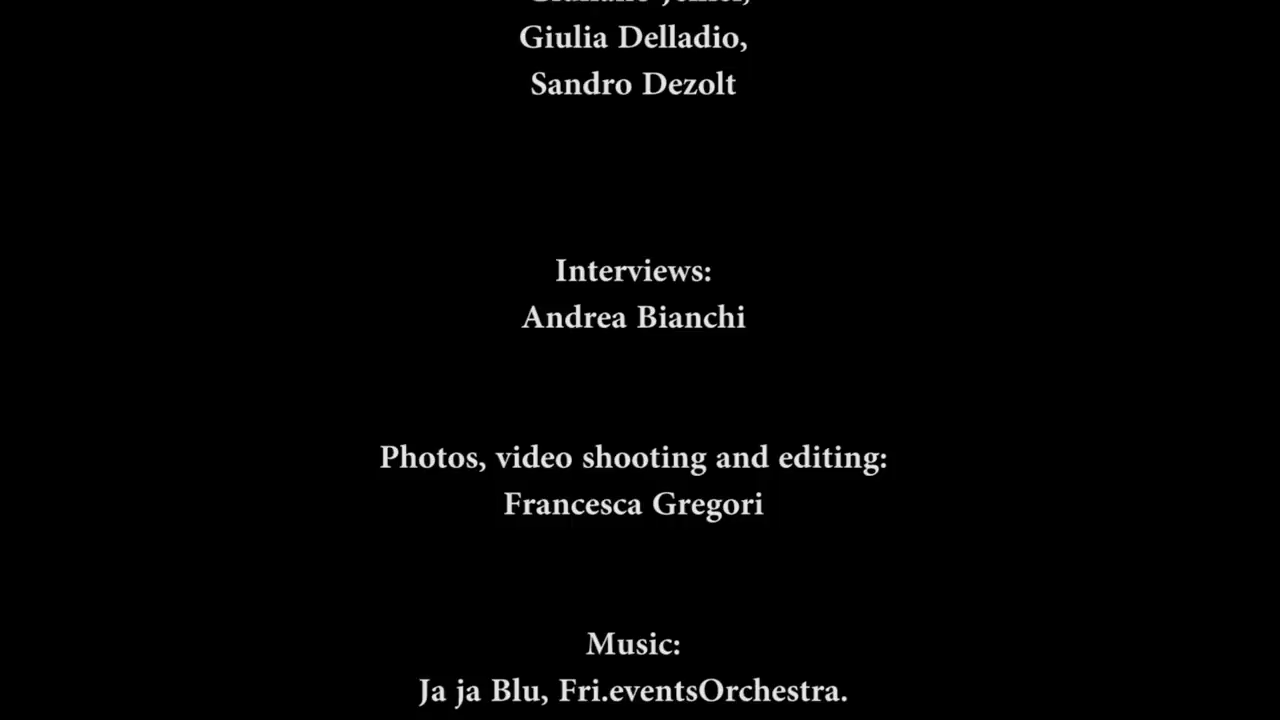 Giulia Delladio,
Sandro Dezolt
Interviews:
Andrea Bianchi
Photos, video shooting and editing:
Francesca Gregori
Music:
Ja ja Blu, Fri.eventsOrchestra.